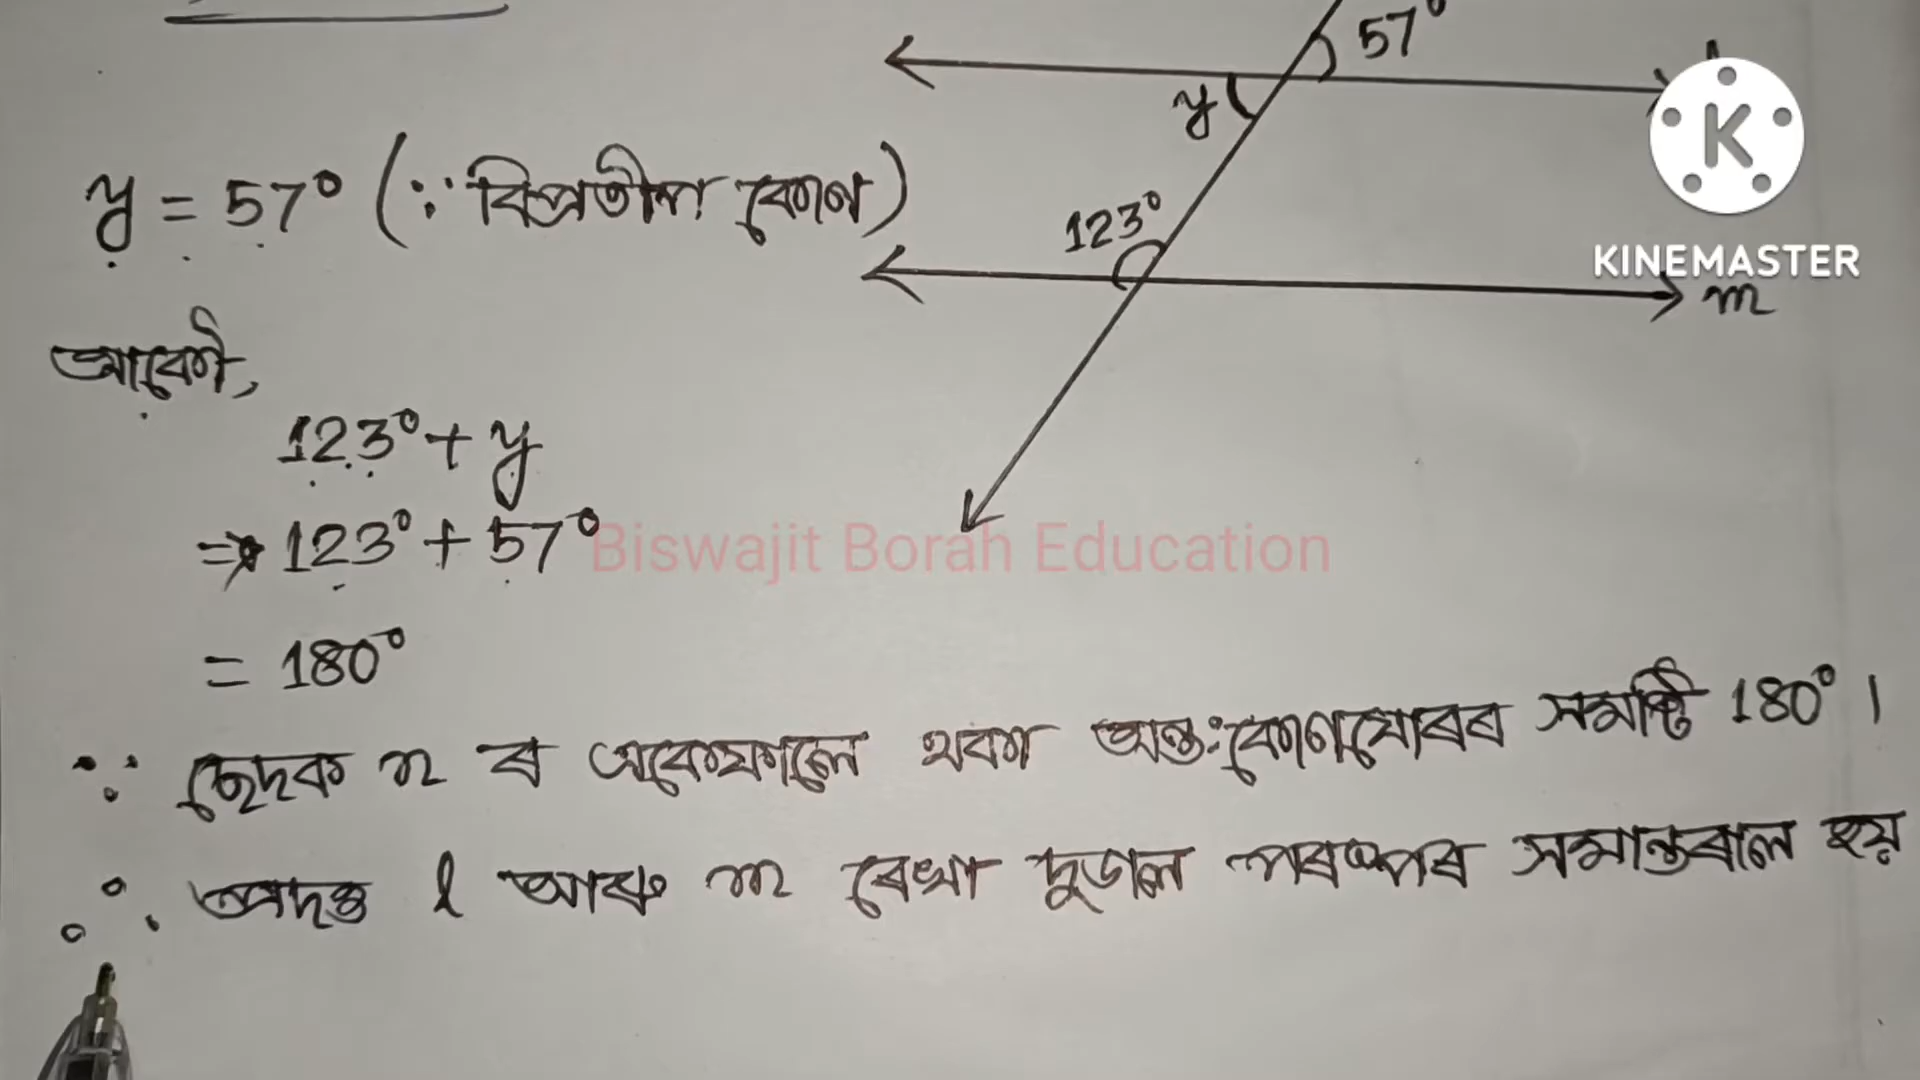 57°
y
y = 57° (∵ বিপ্ৰতীপ কোণ)
123°
KINEMASTER
m
আকৌ,
123° + y
=> 123° + 57°
Biswajit Borah Education
= 180°
∵ ছেদক n ৰ একেফালে থকা অন্তঃকোণযোৰৰ সমষ্টি 180° ।
∴ প্ৰদত্ত l আৰু m ৰেখা দুডাল পৰস্পৰ সমান্তৰাল হয়